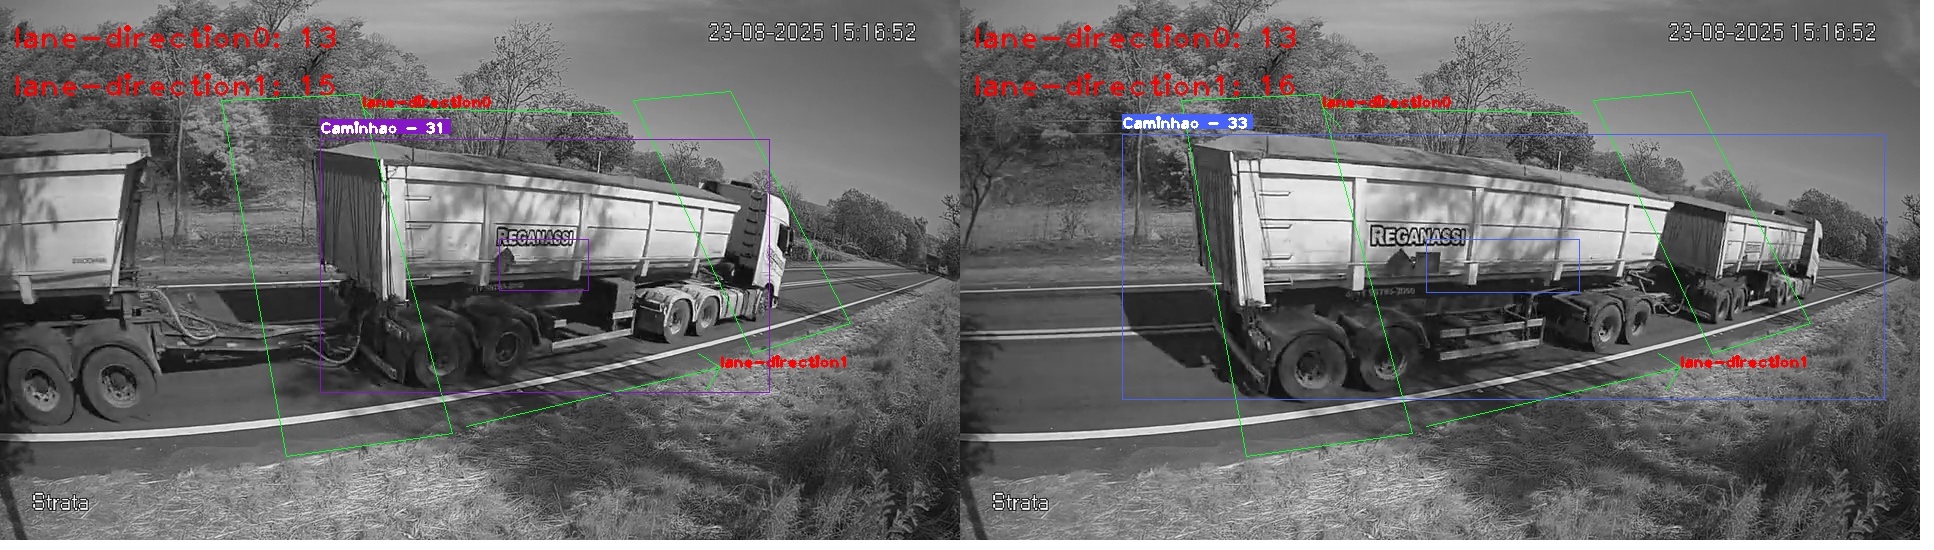 lane-direction0: 13
23-08-2025 15:16:52
lane-direction1: 15
lane-direction0
Caminhao - 31
REGANASSI
lane-direction1
Strata
lane-direction0: 13
23-08-2025 15:16:52
lane-direction1: 16
lane-direction0
Caminhao - 33
REGANASSI
lane-direction1
Strata